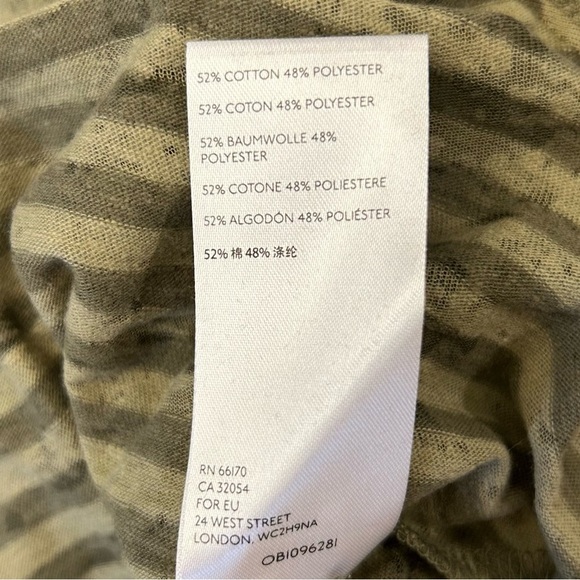 52% COTTON 48% POLYESTER
52% COTON 48% POLYESTER
52% BAUMWOLLE 48%
POLYESTER
52% COTONE 48% POLIESTERE
52% ALGODÓN 48% POLIÉSTER
52% 棉 48% 涤纶
RN 66170
CA 32054
FOR EU
24 WEST STREET
LONDON, WC2H9NA
OB1096281